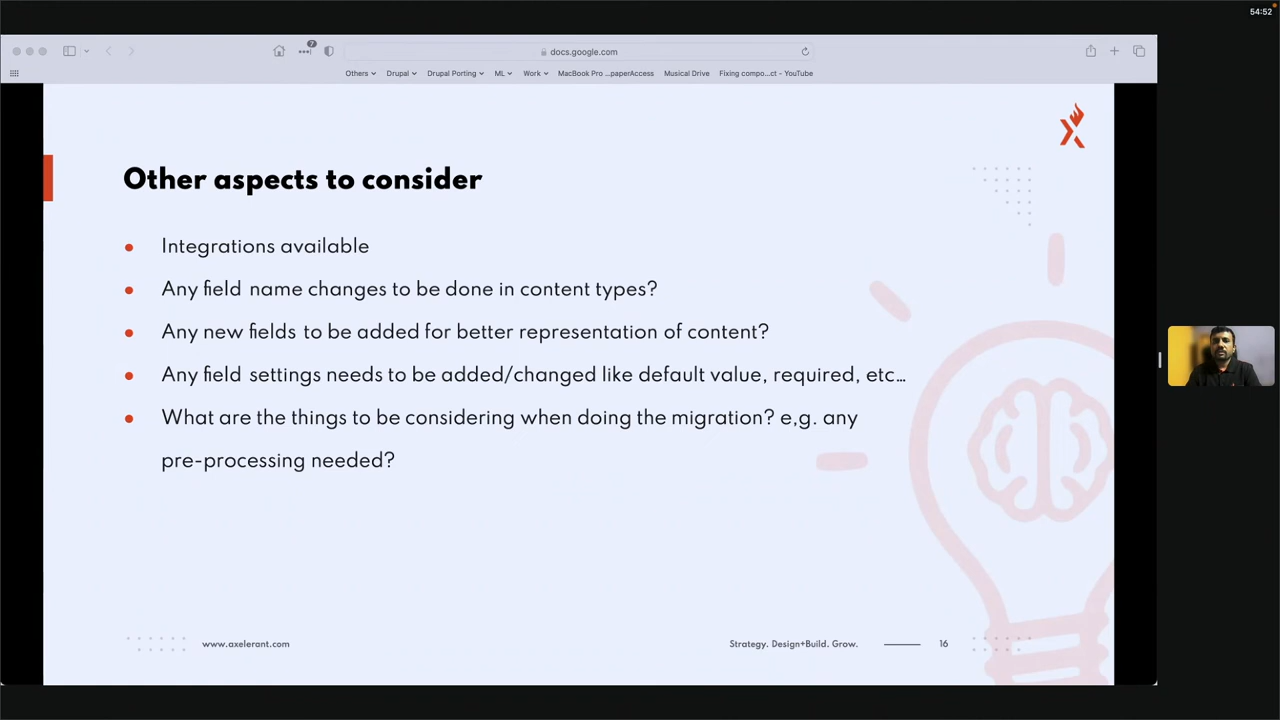 54:52
7
docs.google.com
Others
Drupal
Drupal Porting
ML
Work
MacBook Pro ...paperAccess
Musical Drive
Fixing compo...ct - YouTube
Other aspects to consider
Integrations available
Any field name changes to be done in content types?
Any new fields to be added for better representation of content?
Any field settings needs to be added/changed like default value, required, etc...
What are the things to be considering when doing the migration? e,g. any
pre-processing needed?
www.axelerant.com
Strategy. Design+Build. Grow.
16